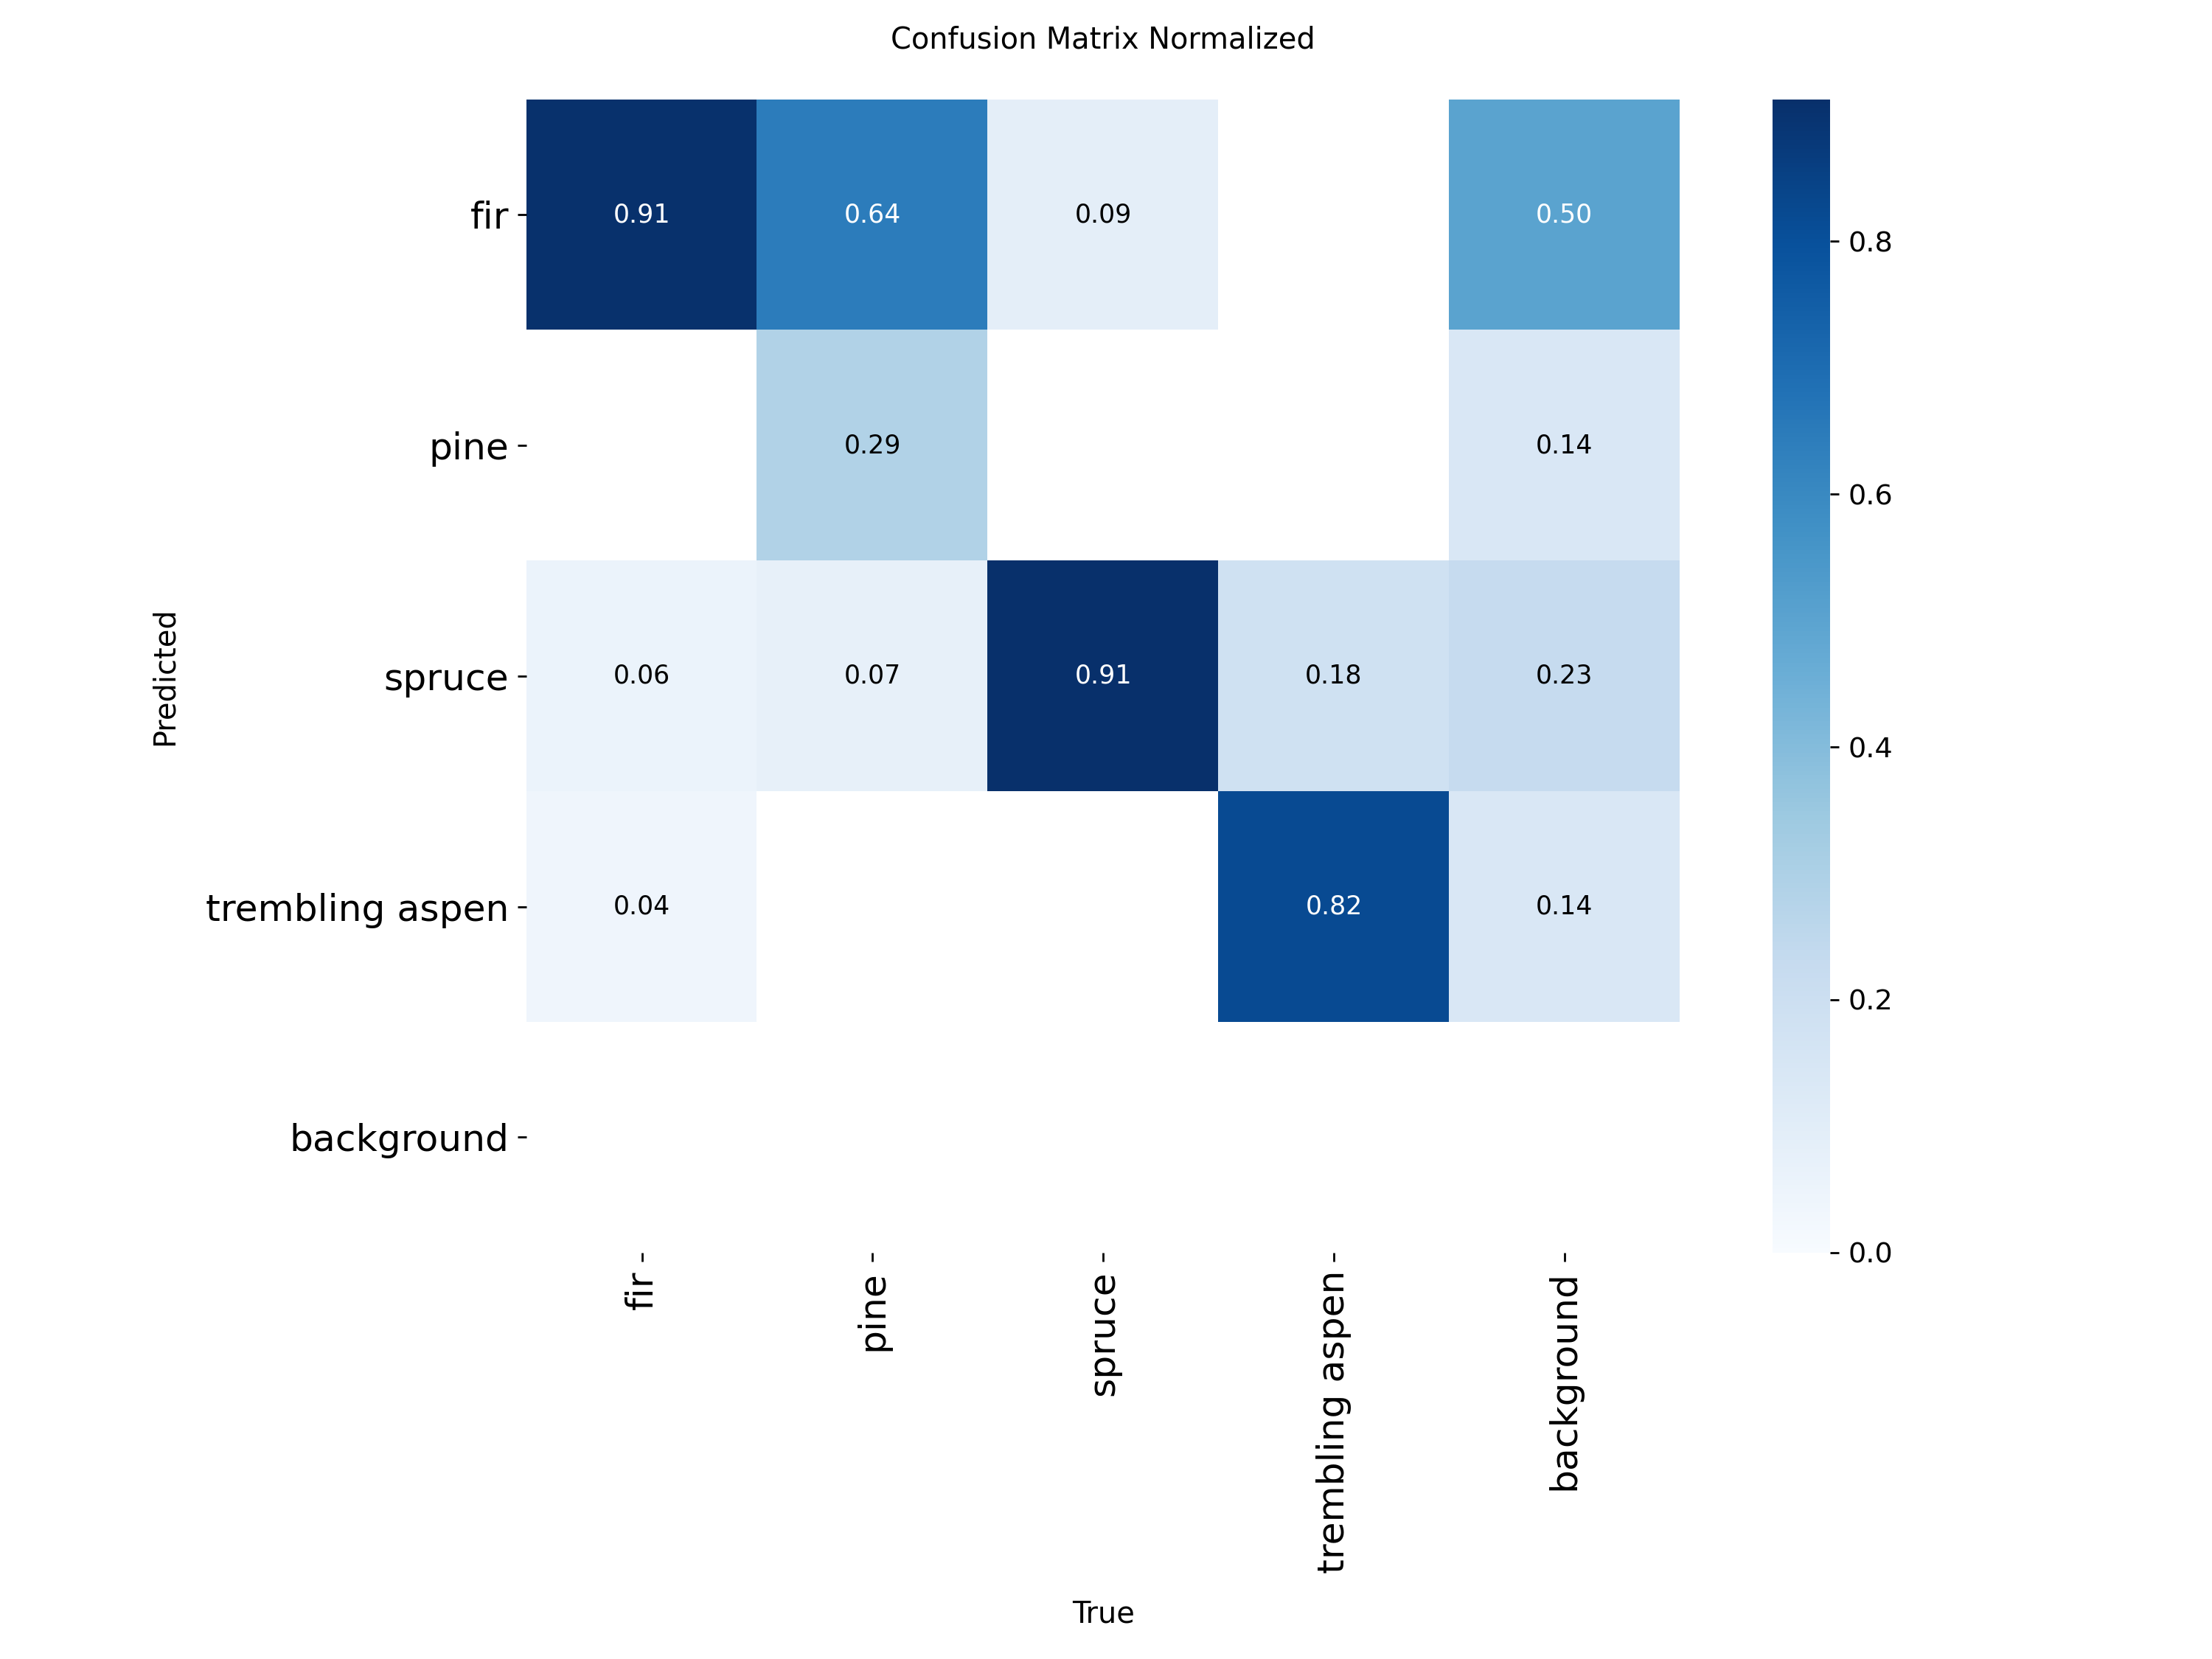 Confusion Matrix Normalized
fir
0.91
0.64
0.09
0.50
pine
0.29
0.14
spruce
0.06
0.07
0.91
0.18
0.23
trembling aspen
0.04
0.82
0.14
background
Predicted
fir
pine
spruce
trembling aspen
background
True
0.8
0.6
0.4
0.2
0.0